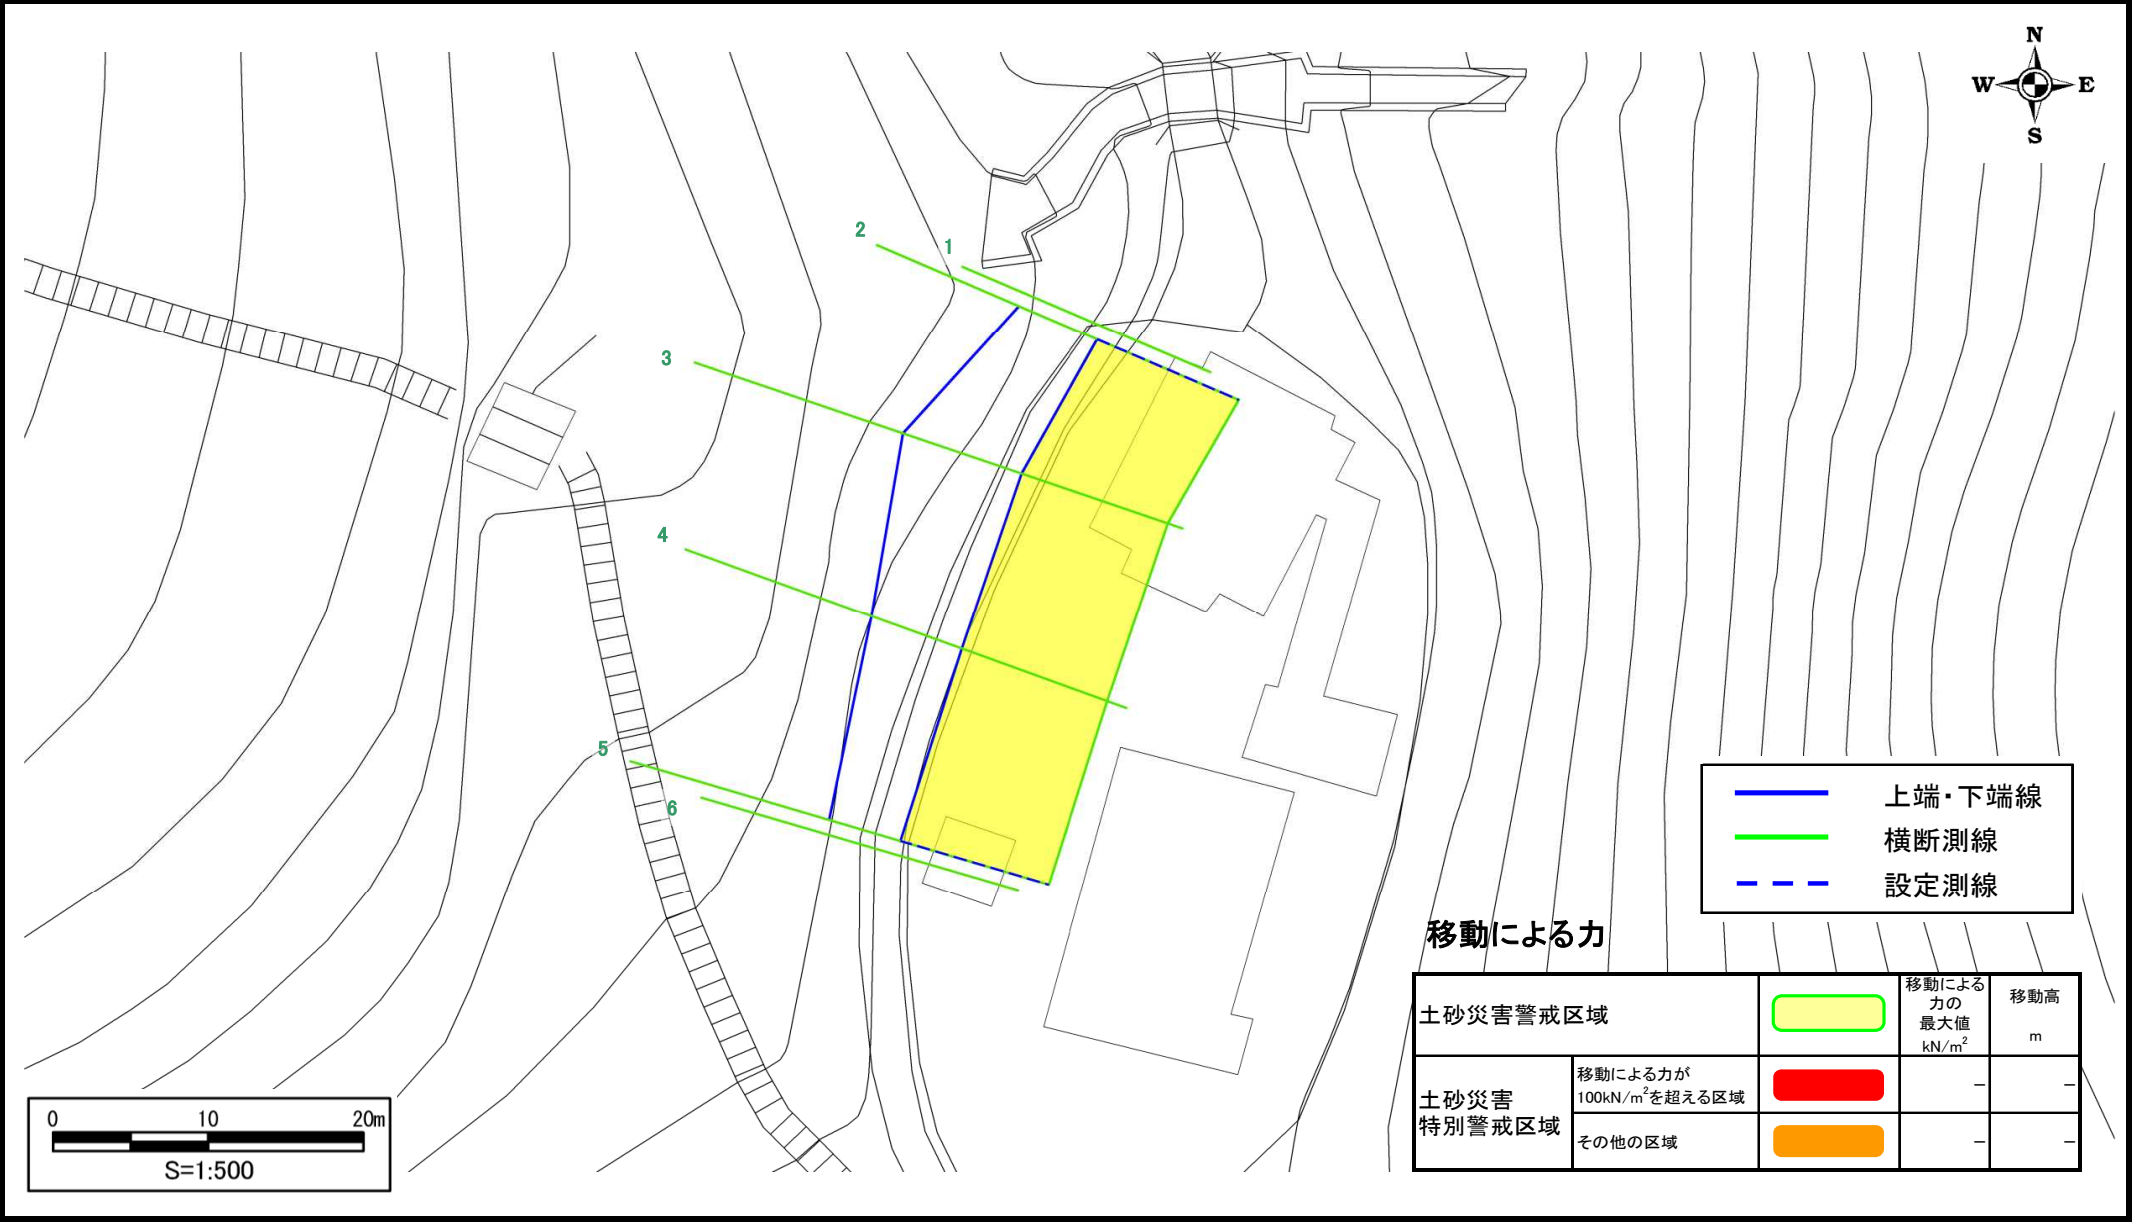 N
W E
S
2
1
3
4
5
6
上端・下端線
横断測線
設定測線
移動による力
土砂災害警戒区域
移動による
力の
最大値
kN/m²
移動高
m
土砂災害
特別警戒区域
移動による力が
100kN/m²を超える区域
－ －
その他の区域
－ －
0 10 20m
S=1:500